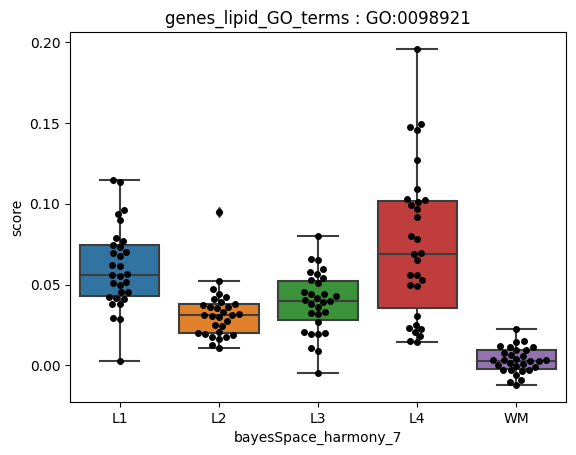 genes_lipid_GO_terms : GO:0098921
0.20
0.15
0.10
0.05
0.00
score
L1 L2 L3 L4 WM
bayesSpace_harmony_7